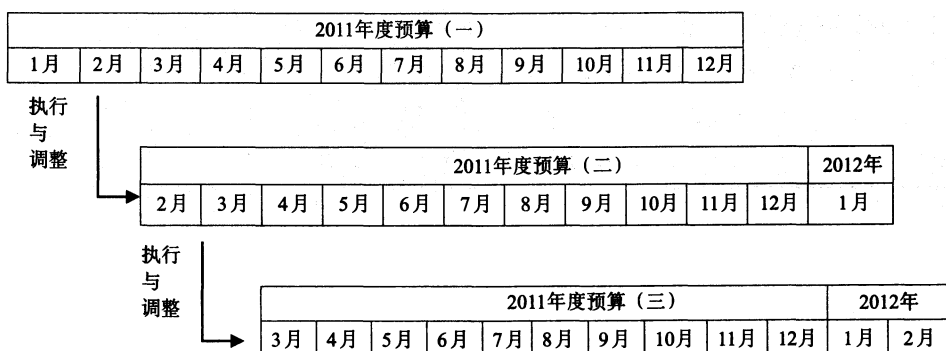 2011年度预算（一）
1月 2月 3月 4月 5月 6月 7月 8月 9月 10月 11月 12月
执行
与
调整
2011年度预算（二） 2012年
2月 3月 4月 5月 6月 7月 8月 9月 10月 11月 12月 1月
执行
与
调整
2011年度预算（三） 2012年
3月 4月 5月 6月 7月 8月 9月 10月 11月 12月 1月 2月